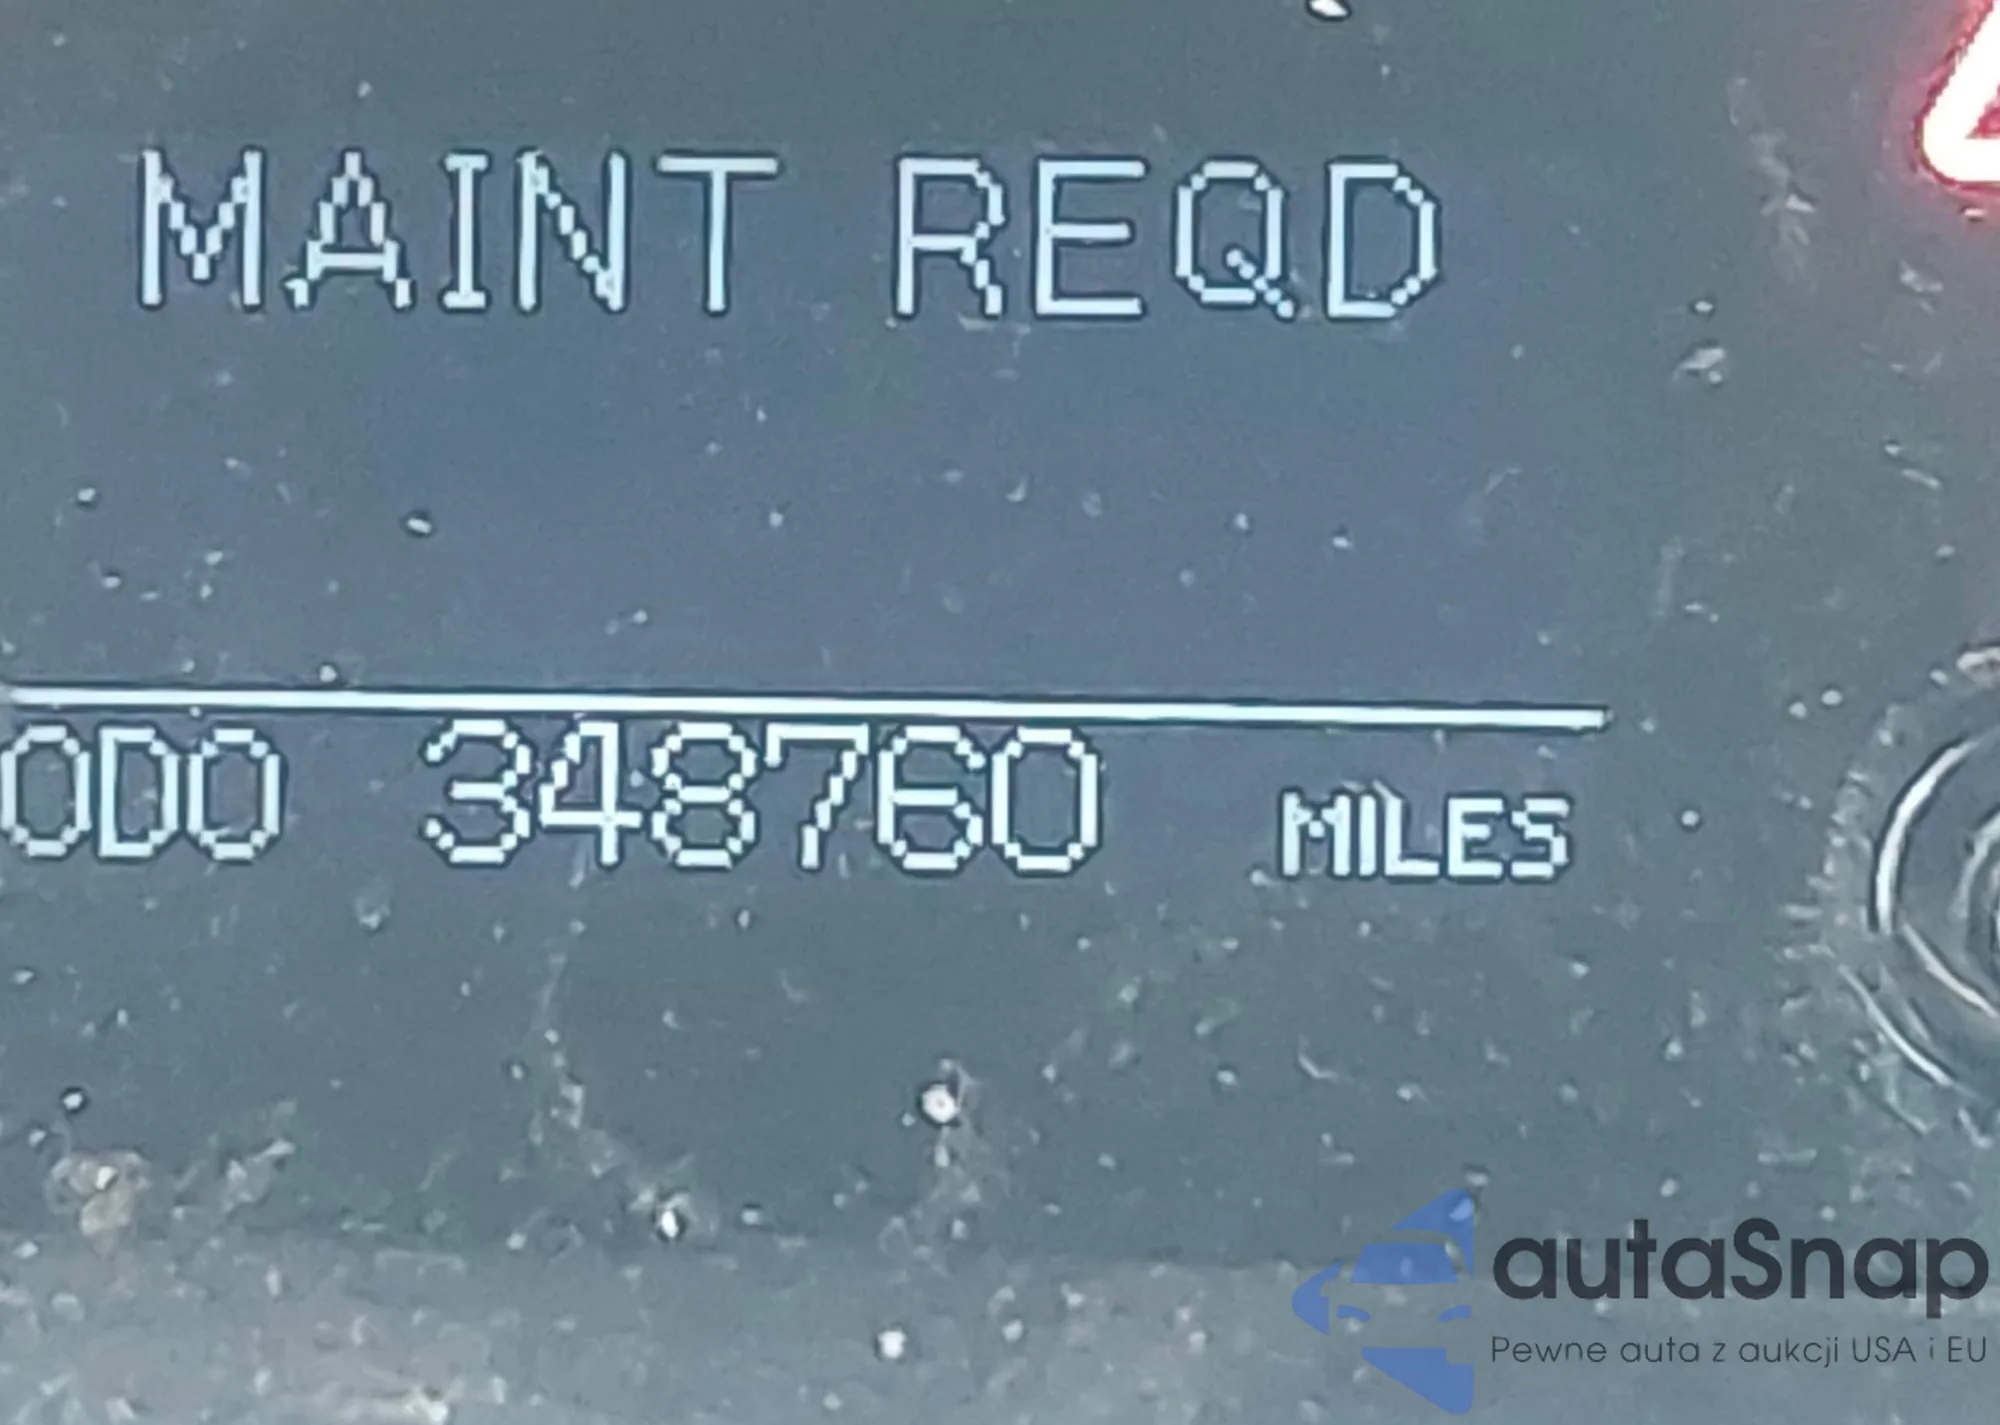 MAINT REQD
ODO 348760 MILES
autaSnap
Pewne auta z aukcji USA i EU